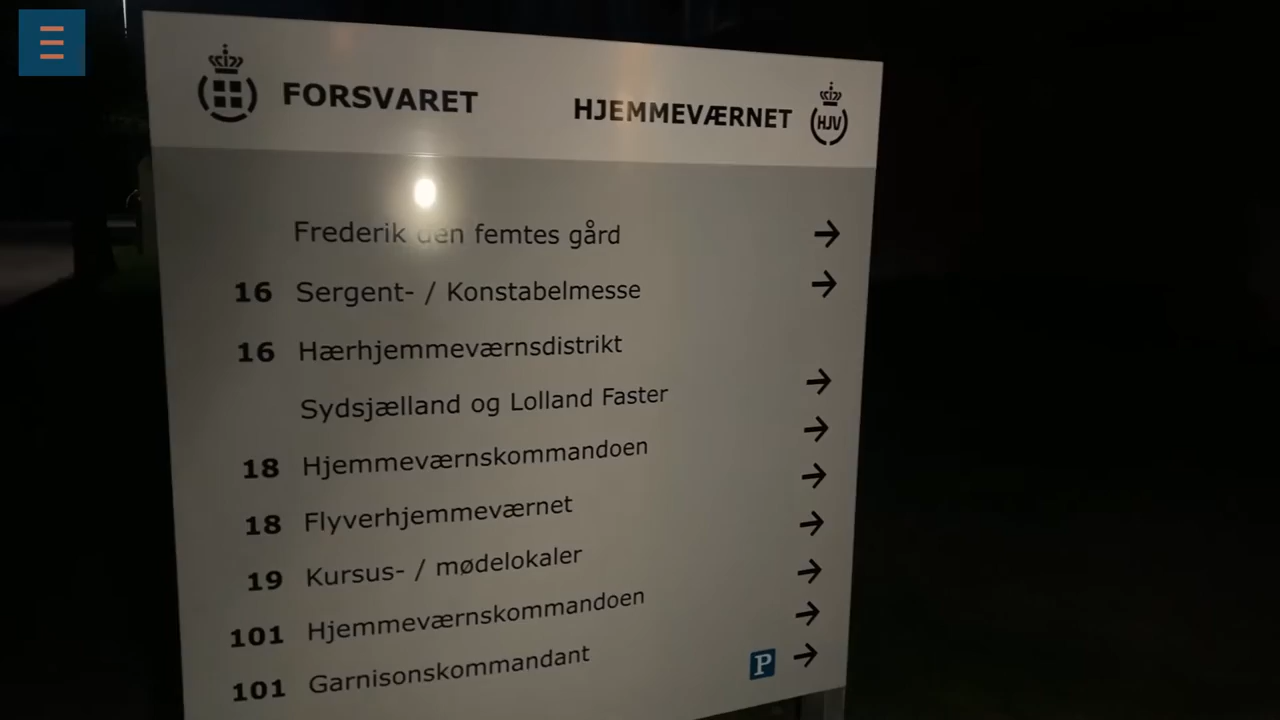 FORSVARET HJEMMEVÆRNET HJV
Frederik den femtes gård →
16 Sergent- / Konstabelmesse →
16 Hærhjemmeværnsdistrikt
Sydsjælland og Lolland Faster →
18 Hjemmeværnskommandoen →
18 Flyverhjemmeværnet →
19 Kursus- / mødelokaler →
101 Hjemmeværnskommandoen →
101 Garnisonskommandant →
P →